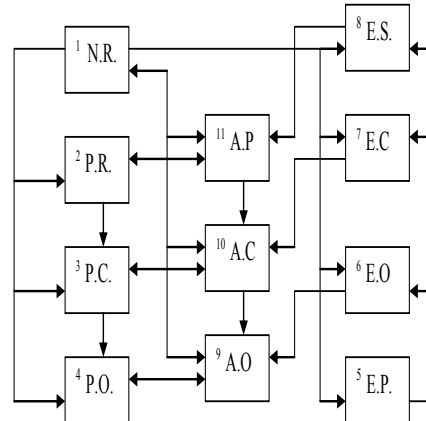 1 N.R.
2 P.R.
3 P.C.
4 P.O.
11 A.P
10 A.C
9 A.O
8 E.S.
7 E.C
6 E.O
5 E.P.